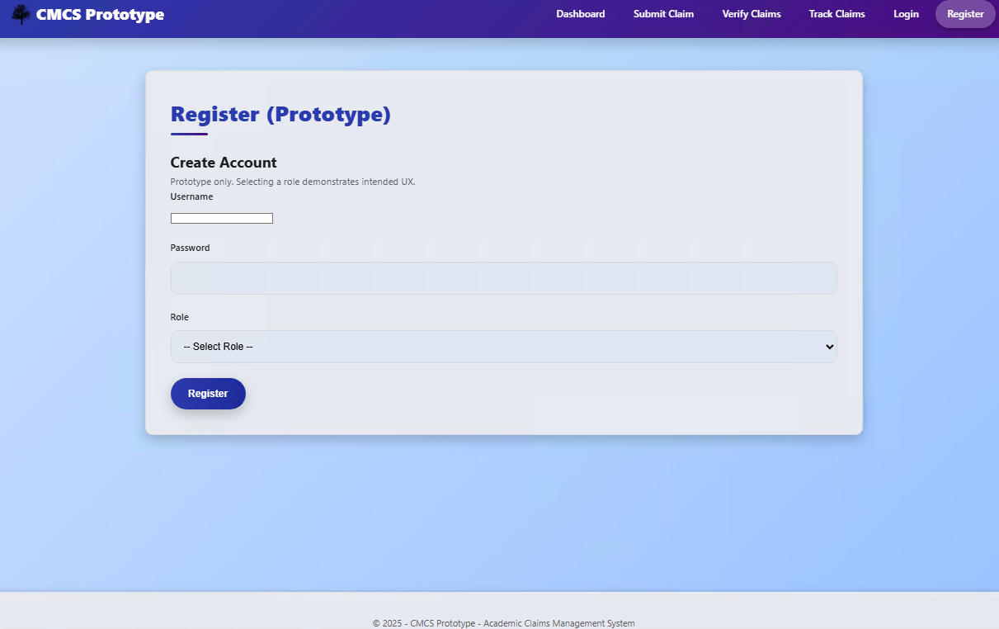 CMCS Prototype
Dashboard Submit Claim Verify Claims Track Claims Login Register
Register (Prototype)
Create Account
Prototype only. Selecting a role demonstrates intended UX.
Username
Password
Role
-- Select Role --
Register
© 2025 - CMCS Prototype - Academic Claims Management System